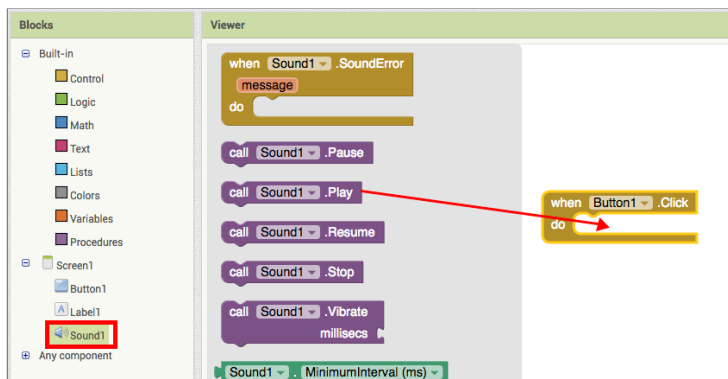 Blocks
Viewer
Built-in
Control
Logic
Math
Text
Lists
Colors
Variables
Procedures
Screen1
Button1
A Label1
Sound1
Any component
when Sound1 .SoundError
message
do
call Sound1 .Pause
call Sound1 .Play
call Sound1 .Resume
call Sound1 .Stop
call Sound1 .Vibrate
millisecs
Sound1 . MinimumInterval (ms)
when Button1 .Click
do